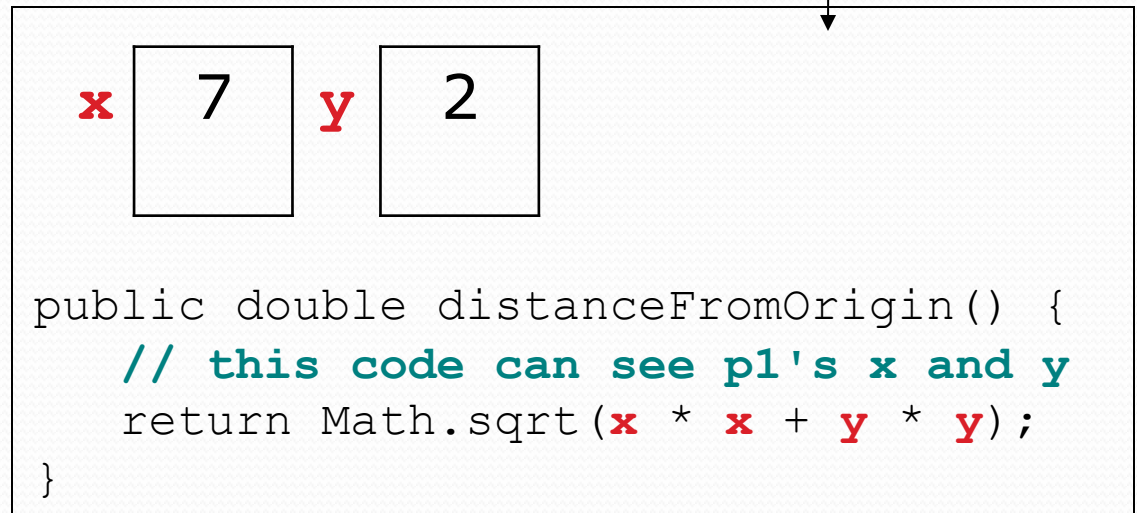 x 7 y 2
public double distanceFromOrigin() {
// this code can see p1's x and y
return Math.sqrt(x * x + y * y);
}